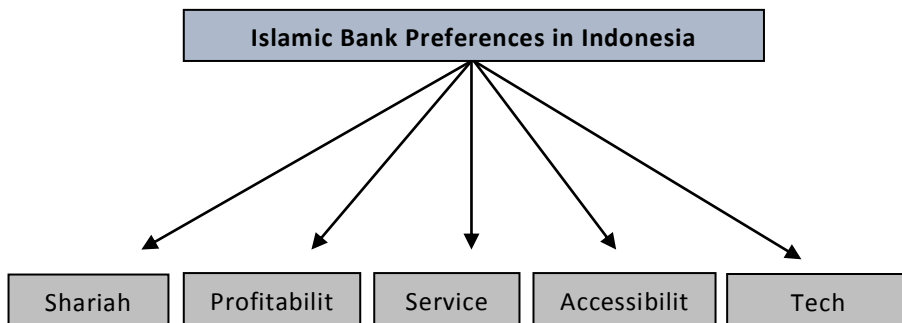 Islamic Bank Preferences in Indonesia
Shariah
Profitabilit
Service
Accessibilit
Tech